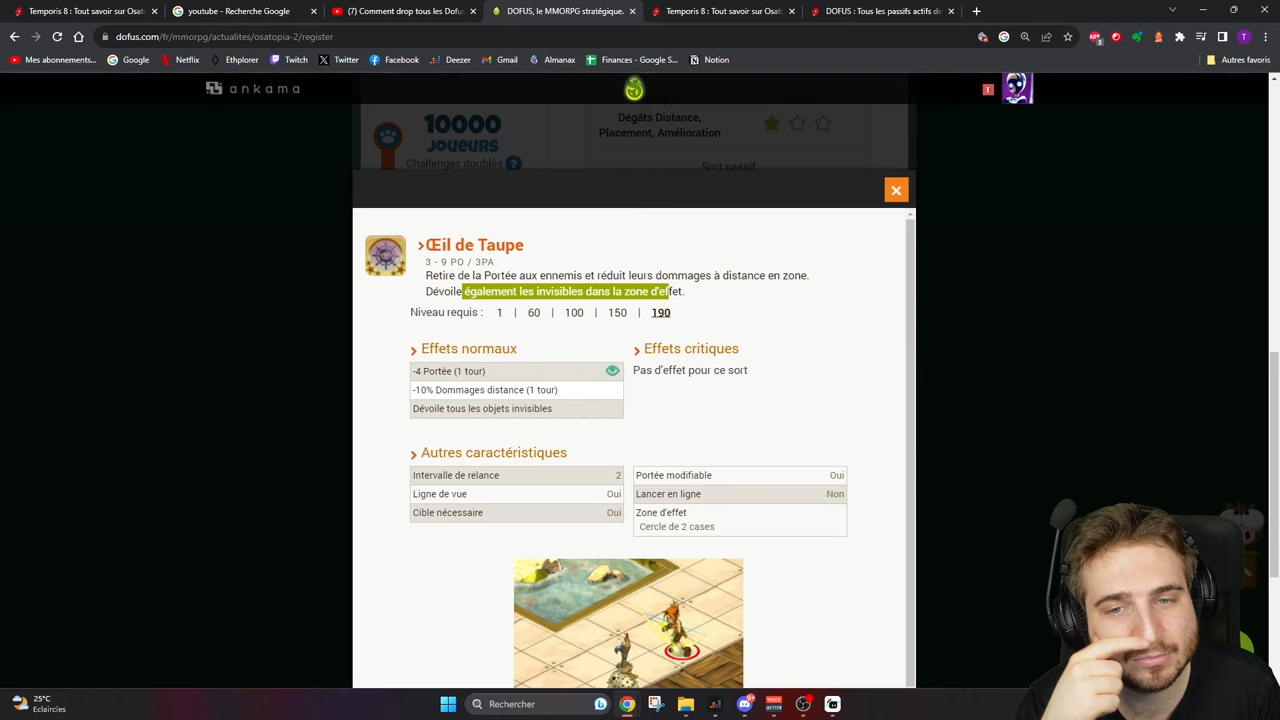 Temporis 8 : Tout savoir sur Osat
youtube - Recherche Google
(7) Comment drop tous les Dofus
DOFUS, le MMORPG stratégique.
Temporis 8 : Tout savoir sur Osat
DOFUS : Tous les passifs actifs de
dofus.com/fr/mmorpg/actualites/osatopia-2/register
3
T
Mes abonnements...
Google
Netflix
Ethplorer
Twitch
Twitter
Facebook
Deezer
Gmail
Almanax
Finances - Google S...
Notion
Autres favoris
ankama
1
10000
JOUEURS
Challenges doublés ?
Dégâts Distance,
Placement, Amélioration
Sort passif
Œil de Taupe
3 - 9 PO / 3PA
Retire de la Portée aux ennemis et réduit leurs dommages à distance en zone.
Dévoile également les invisibles dans la zone d'effet.
Niveau requis : 1 | 60 | 100 | 150 | 190
Effets normaux
-4 Portée (1 tour)
-10% Dommages distance (1 tour)
Dévoile tous les objets invisibles
Effets critiques
Pas d'effet pour ce sort
Autres caractéristiques
Intervalle de relance 2
Ligne de vue Oui
Cible nécessaire Oui
Portée modifiable Oui
Lancer en ligne Non
Zone d'effet
Cercle de 2 cases
25°C
Eclaircies
Rechercher